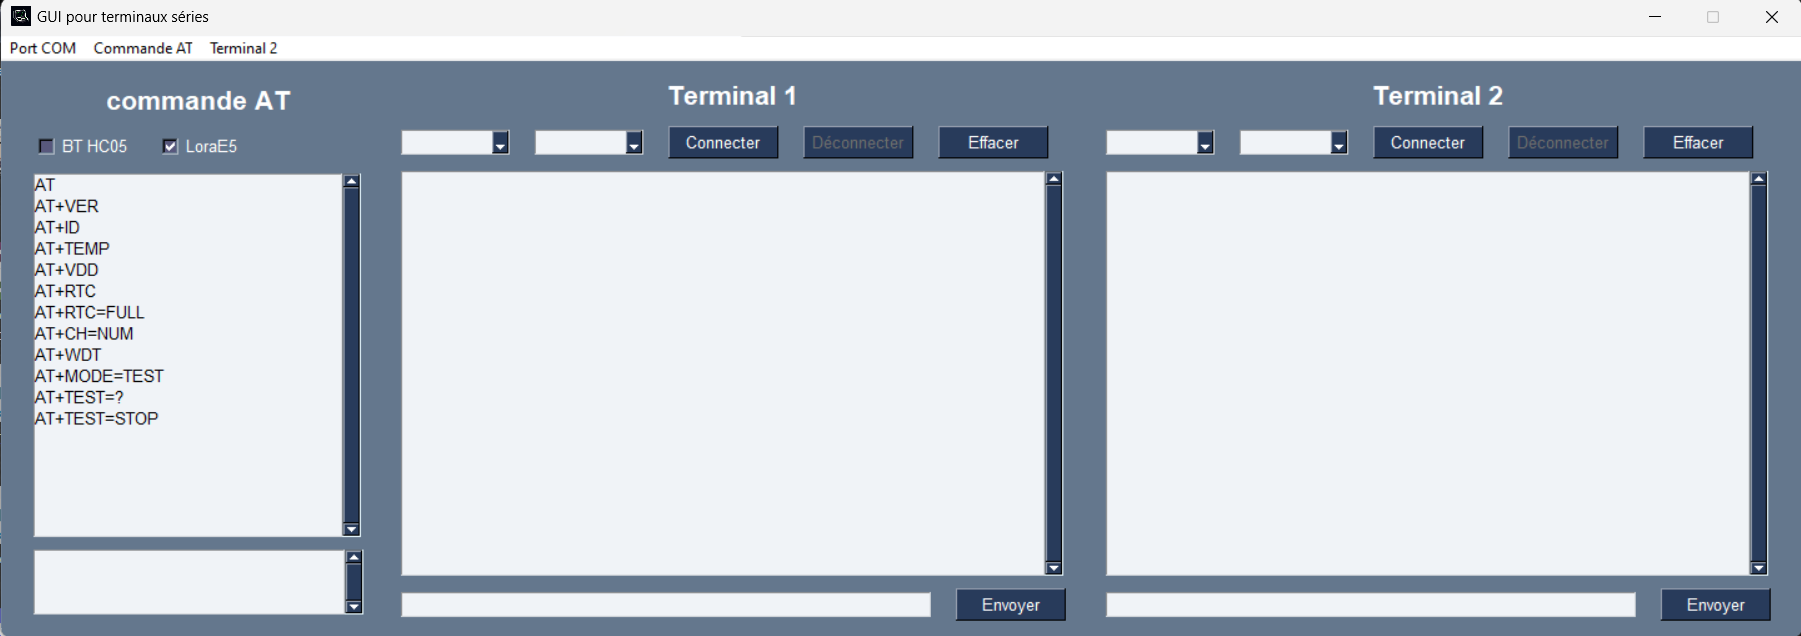 GUI pour terminaux séries
Port COM Commande AT Terminal 2
commande AT
BT HC05 LoraE5
AT
AT+VER
AT+ID
AT+TEMP
AT+VDD
AT+RTC
AT+RTC=FULL
AT+CH=NUM
AT+WDT
AT+MODE=TEST
AT+TEST=?
AT+TEST=STOP
Terminal 1
Connecter Déconnecter Effacer
Envoyer
Terminal 2
Connecter Déconnecter Effacer
Envoyer